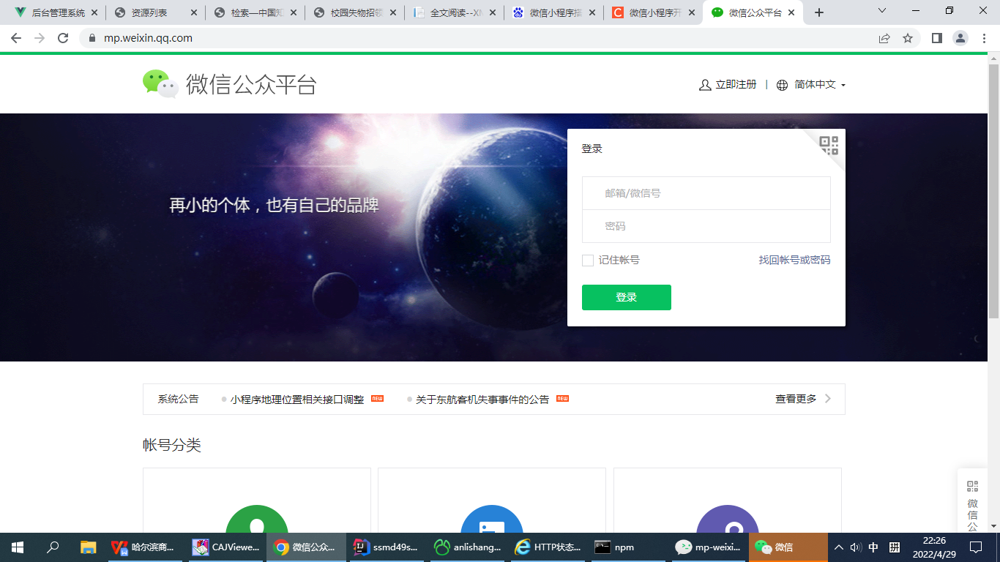 后台管理系统
资源列表
检索—中国知
校园失物招领
全文阅读--XM
微信小程序搭
微信小程序开
微信公众平台
mp.weixin.qq.com
微信公众平台
立即注册 | 简体中文
登录
再小的个体，也有自己的品牌
邮箱/微信号
密码
记住帐号 找回帐号或密码
登录
系统公告 小程序地理位置相关接口调整 NEW 关于东航客机失事事件的公告 NEW 查看更多
帐号分类
微
信
公
哈尔滨商...
CAJViewe...
微信公众...
ssmd49s...
anlishang...
HTTP状态...
npm
mp-weixi...
微信
中
拼
22:26
2022/4/29